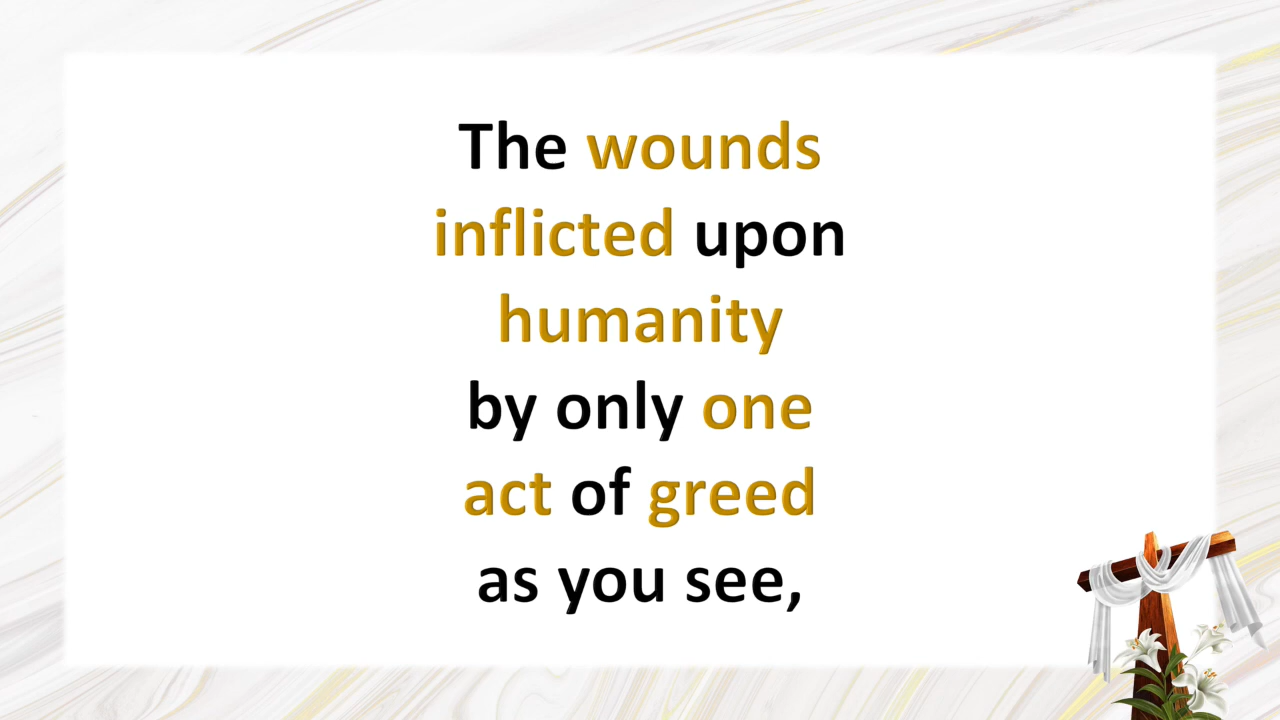 The wounds
inflicted upon
humanity
by only one
act of greed
as you see,